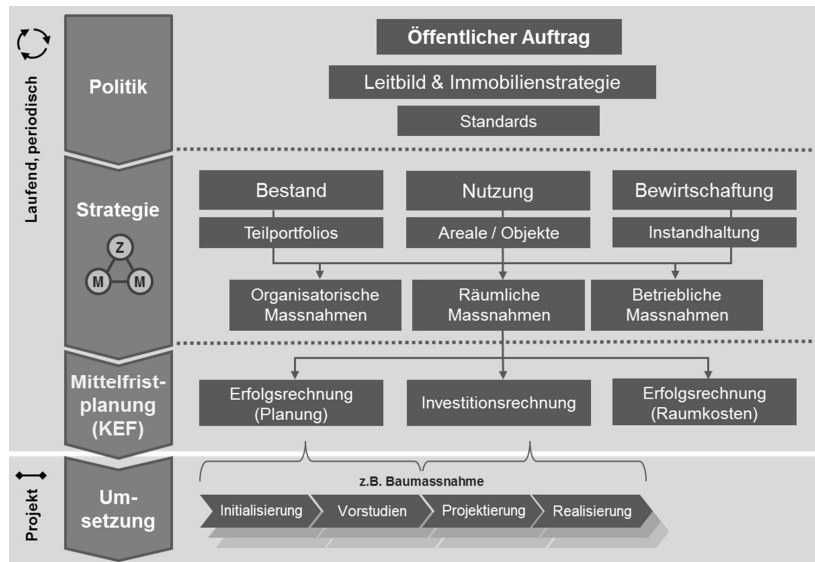 Laufend, periodisch
Politik
Öffentlicher Auftrag
Leitbild & Immobilienstrategie
Standards
Strategie
Z
M
M
Bestand
Nutzung
Bewirtschaftung
Teilportfolios
Areale / Objekte
Instandhaltung
Organisatorische
Massnahmen
Räumliche
Massnahmen
Betriebliche
Massnahmen
Mittelfrist-
planung
(KEF)
Erfolgsrechnung
(Planung)
Investitionsrechnung
Erfolgsrechnung
(Raumkosten)
Projekt
Um-
setzung
z.B. Baumassnahme
Initialisierung
Vorstudien
Projektierung
Realisierung